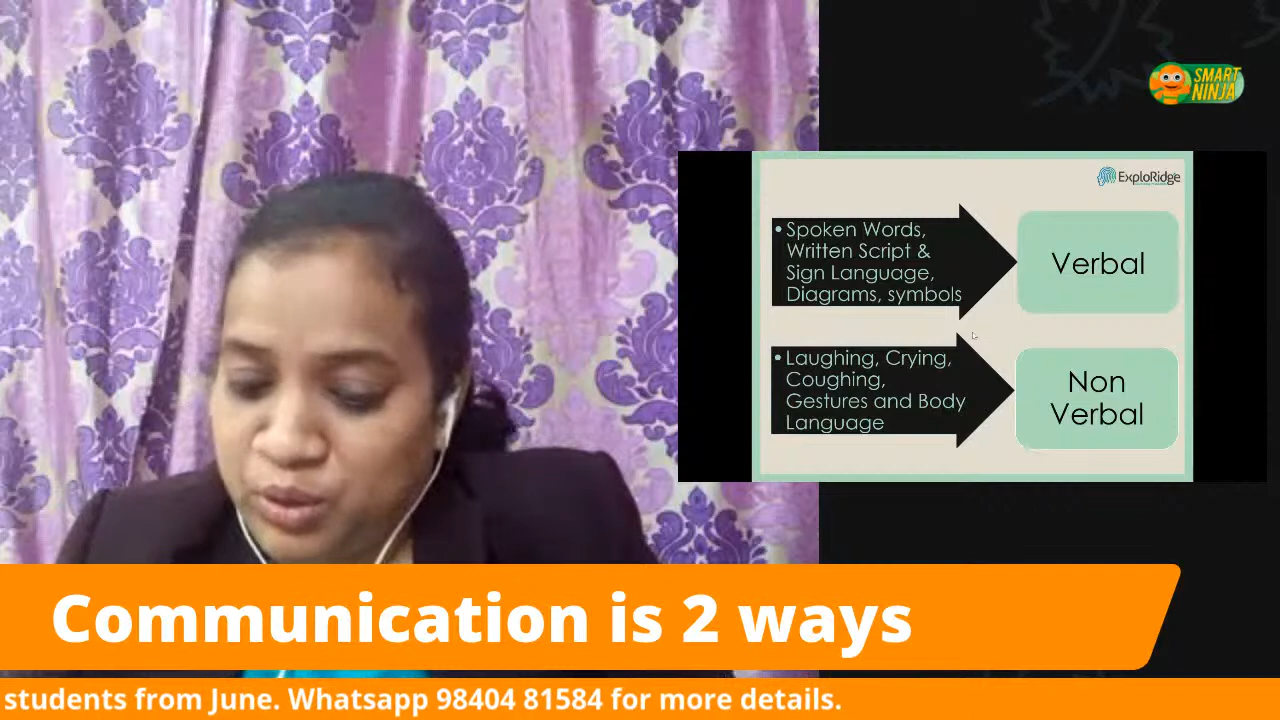 SMART
NINJA
ExploRidge
• Spoken Words,
Written Script &
Sign Language,
Diagrams, symbols
Verbal
• Laughing, Crying,
Coughing,
Gestures and Body
Language
Non
Verbal
Communication is 2 ways
students from June. Whatsapp 98404 81584 for more details.